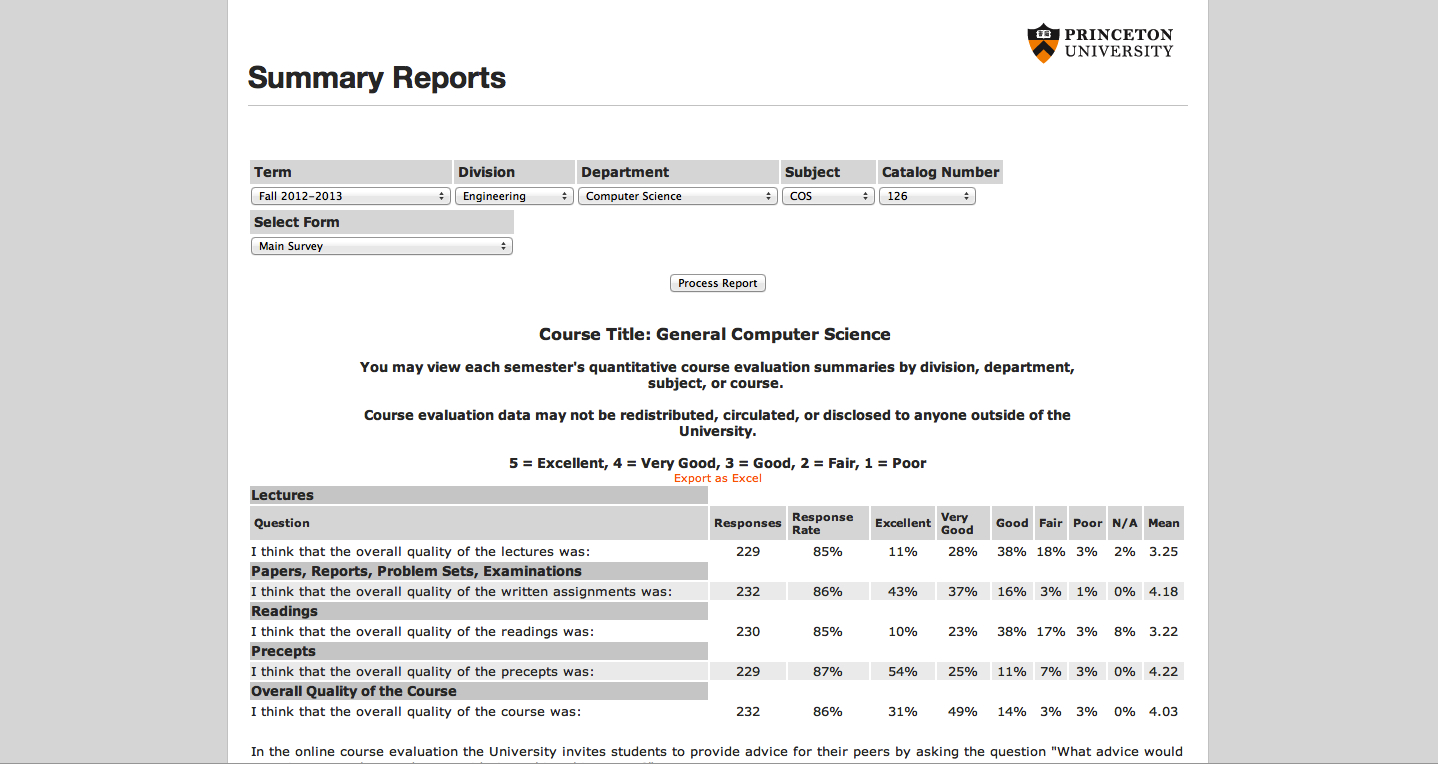 PRINCETON
UNIVERSITY
Summary Reports
Term Division Department Subject Catalog Number
Fall 2012-2013 Engineering Computer Science COS 126
Select Form
Main Survey
Process Report
Course Title: General Computer Science
You may view each semester's quantitative course evaluation summaries by division, department,
subject, or course.
Course evaluation data may not be redistributed, circulated, or disclosed to anyone outside of the
University.
5 = Excellent, 4 = Very Good, 3 = Good, 2 = Fair, 1 = Poor
Export as Excel
Lectures
Question Responses Response Rate Excellent Very Good Good Fair Poor N/A Mean
I think that the overall quality of the lectures was: 229 85% 11% 28% 38% 18% 3% 2% 3.25
Papers, Reports, Problem Sets, Examinations
I think that the overall quality of the written assignments was: 232 86% 43% 37% 16% 3% 1% 0% 4.18
Readings
I think that the overall quality of the readings was: 230 85% 10% 23% 38% 17% 3% 8% 3.22
Precepts
I think that the overall quality of the precepts was: 229 87% 54% 25% 11% 7% 3% 0% 4.22
Overall Quality of the Course
I think that the overall quality of the course was: 232 86% 31% 49% 14% 3% 3% 0% 4.03
In the online course evaluation the University invites students to provide advice for their peers by asking the question "What advice would